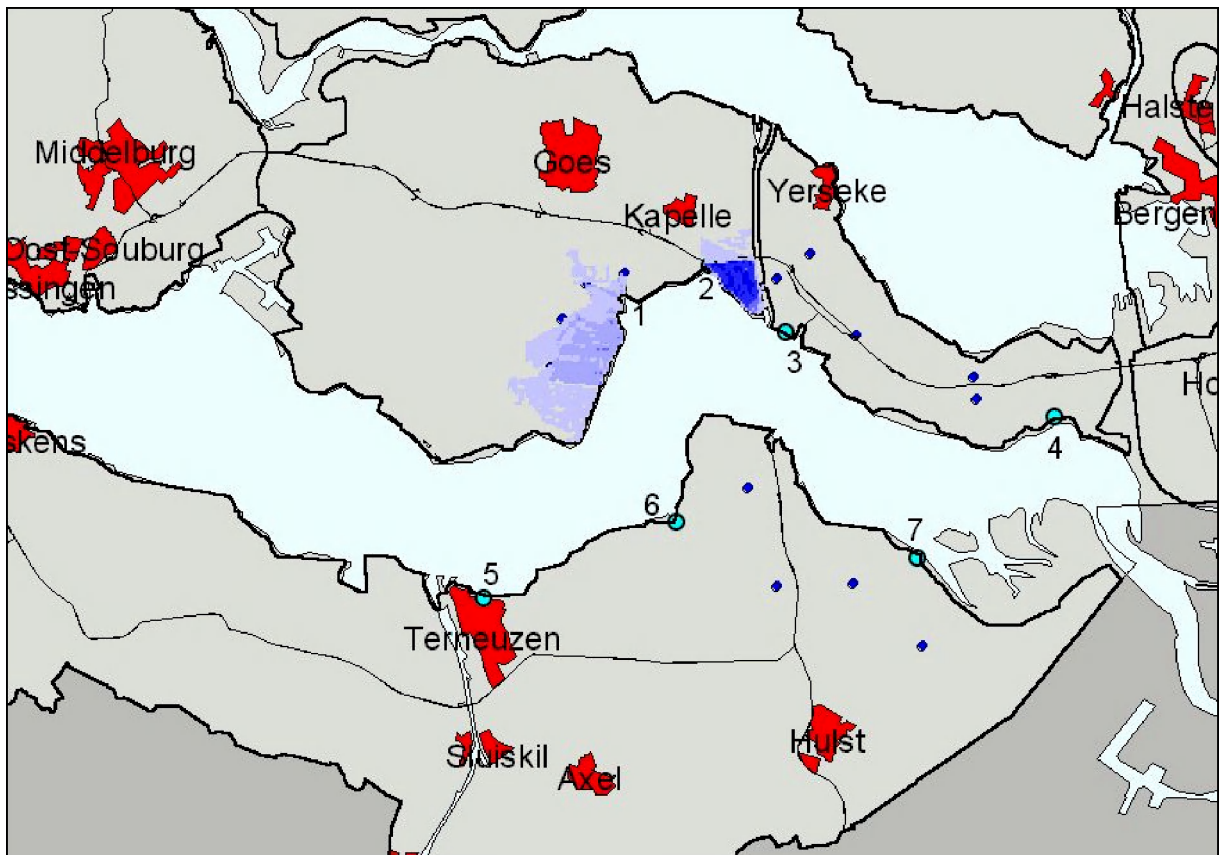 Halste
Middelburg
Goes
Yerseke
Kapelle
Bergen
Oost-Souburg
ssingen
2
1
3
Ho
skens
4
6
7
5
Terneuzen
Hulst
Sluiskil
Axel